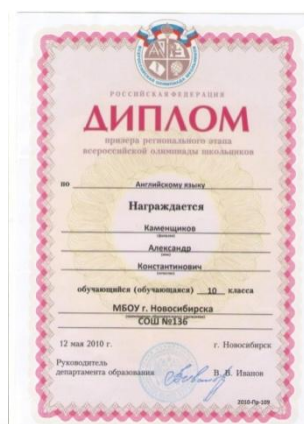 РОССИЙСКАЯ ФЕДЕРАЦИЯ
ДИПЛОМ
призера регионального этапа
всероссийской олимпиады школьников
по Английскому языку
Награждается
Каменщиков
Александр
Константинович
обучающийся (обучающаяся) 10 класса
МБОУ г. Новосибирска
СОШ №136
12 мая 2010 г. г. Новосибирск
Руководитель
департамента образования В. В. Иванов
2010-Пр-109